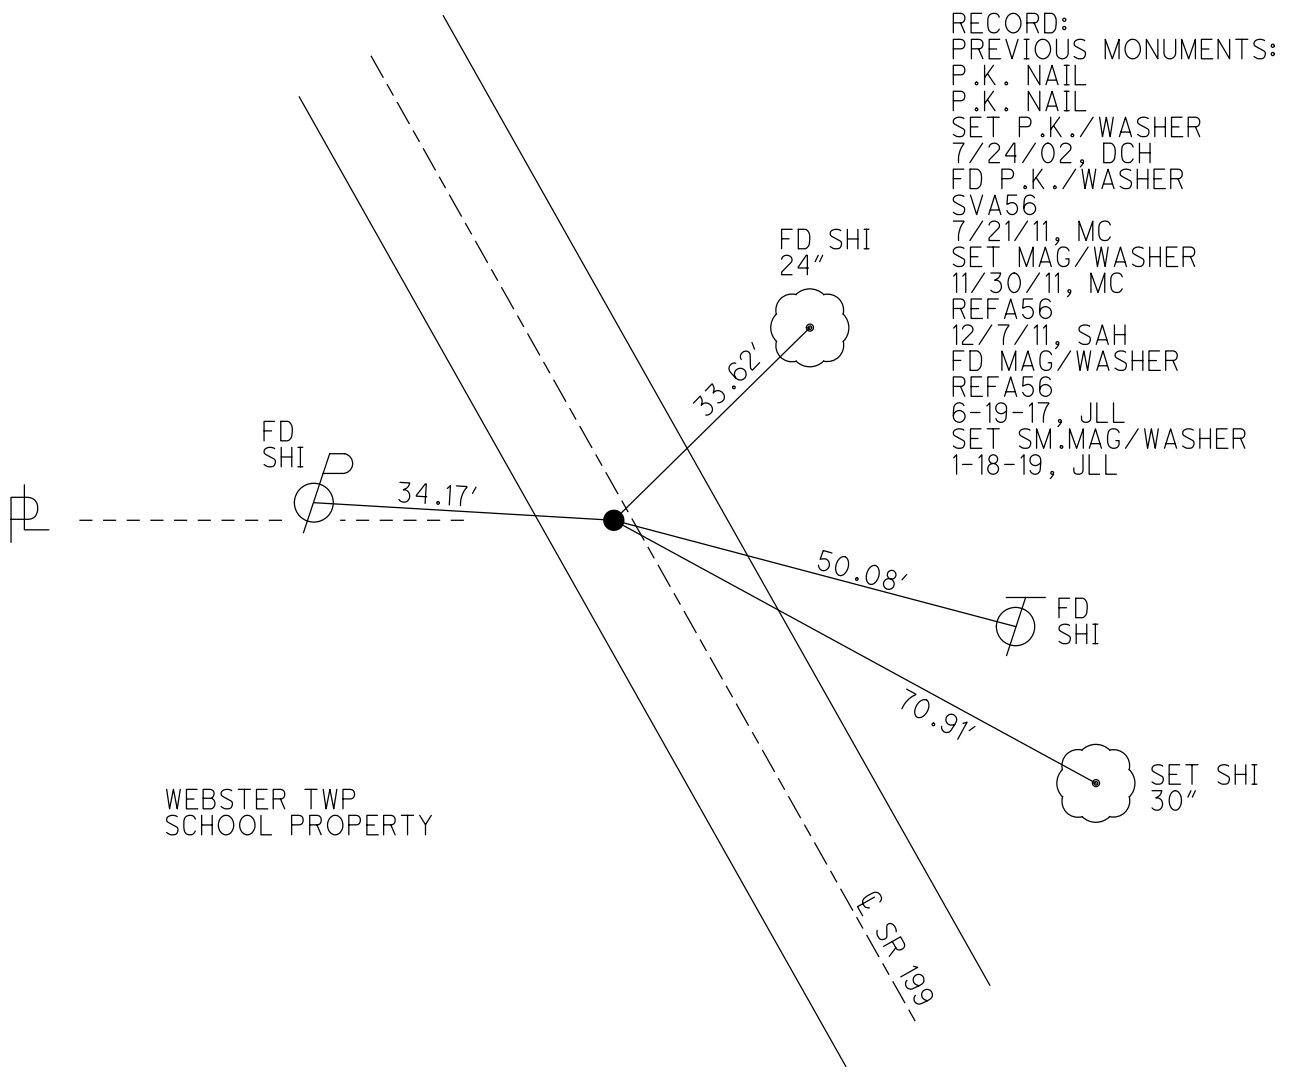 RECORD:
PREVIOUS MONUMENTS:
P.K. NAIL
P.K. NAIL
SET P.K./WASHER
7/24/02, DCH
FD P.K./WASHER
SVA56
7/21/11, MC
SET MAG/WASHER
11/30/11, MC
REFA56
12/7/11, SAH
FD MAG/WASHER
REFA56
6-19-17, JLL
SET SM.MAG/WASHER
1-18-19, JLL
FD SHI
24"
33.62'
FD
SHI
34.17'
PL
50.08'
FD
SHI
70.91'
SET SHI
30"
WEBSTER TWP
SCHOOL PROPERTY
℄ SR 199